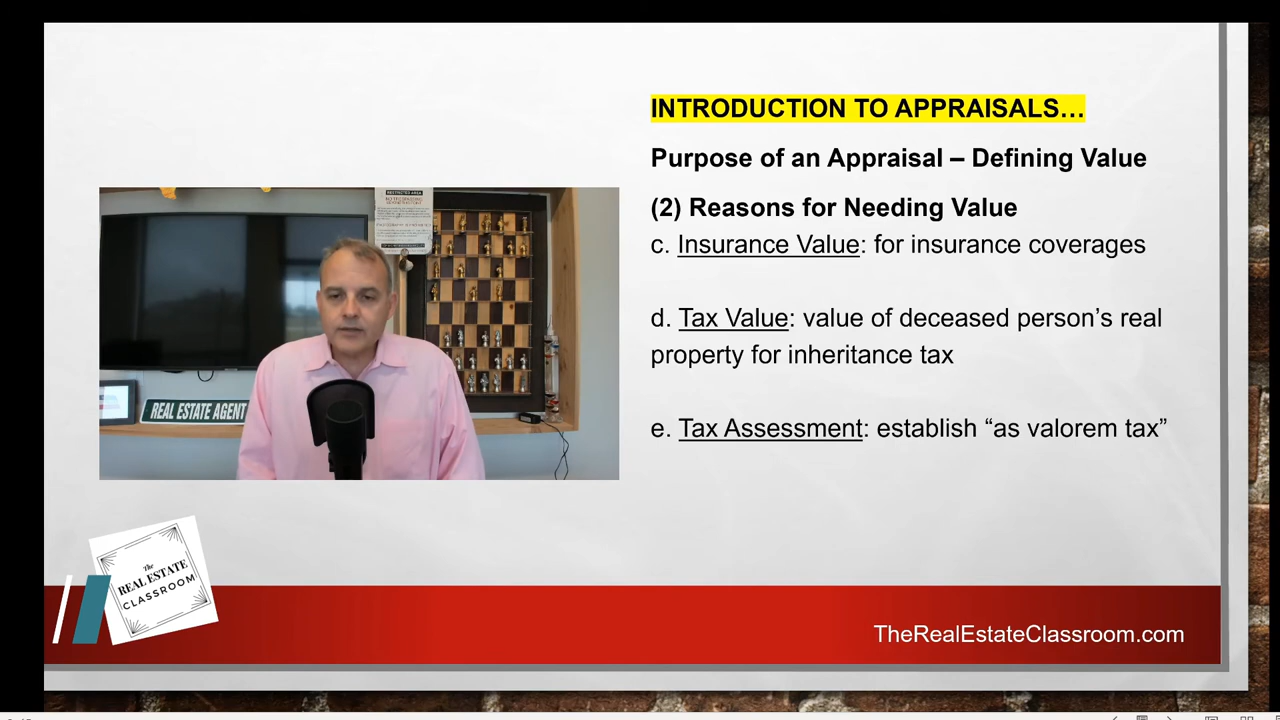 INTRODUCTION TO APPRAISALS…
Purpose of an Appraisal – Defining Value
(2) Reasons for Needing Value
c. Insurance Value: for insurance coverages
d. Tax Value: value of deceased person’s real
property for inheritance tax
e. Tax Assessment: establish “as valorem tax”
RESTRICTED AREA
REAL ESTATE AGENT
The
REAL ESTATE
CLASSROOM
TheRealEstateClassroom.com